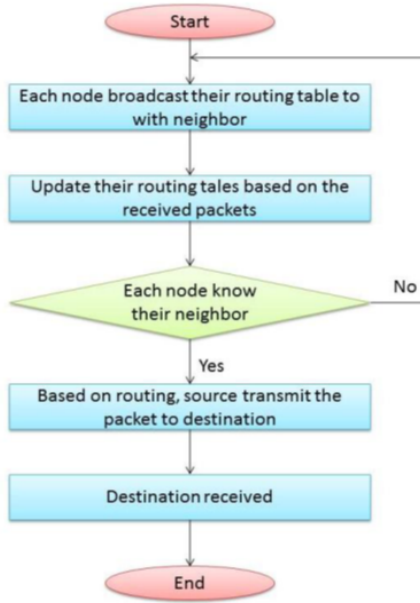 Start
Each node broadcast their routing table to
with neighbor
Update their routing tales based on the
received packets
Each node know
their neighbor
No
Yes
Based on routing, source transmit the
packet to destination
Destination received
End